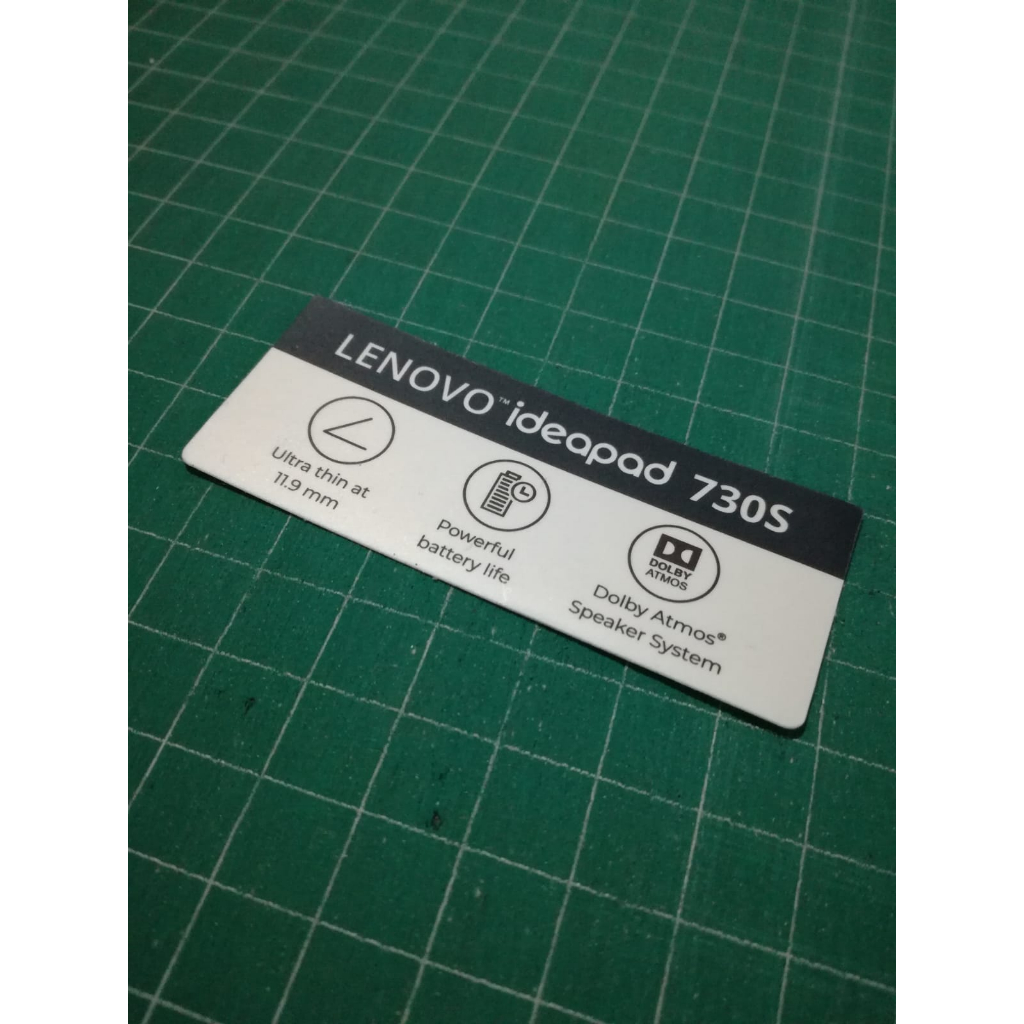 LENOVO™ ideapad 730S
Ultra thin at
11.9 mm
Powerful
battery life
DOLBY
ATMOS
Dolby Atmos®
Speaker System